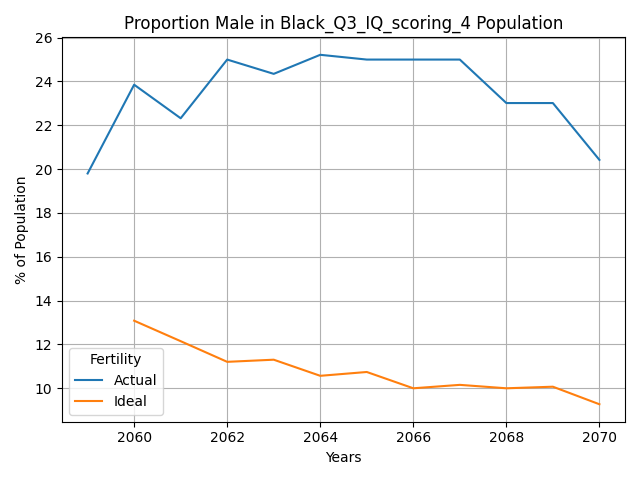 Proportion Male in Black_Q3_IQ_scoring_4 Population
26
24
22
20
18
16
14
12
10
% of Population
Fertility
Actual
Ideal
2060 2062 2064 2066 2068 2070
Years